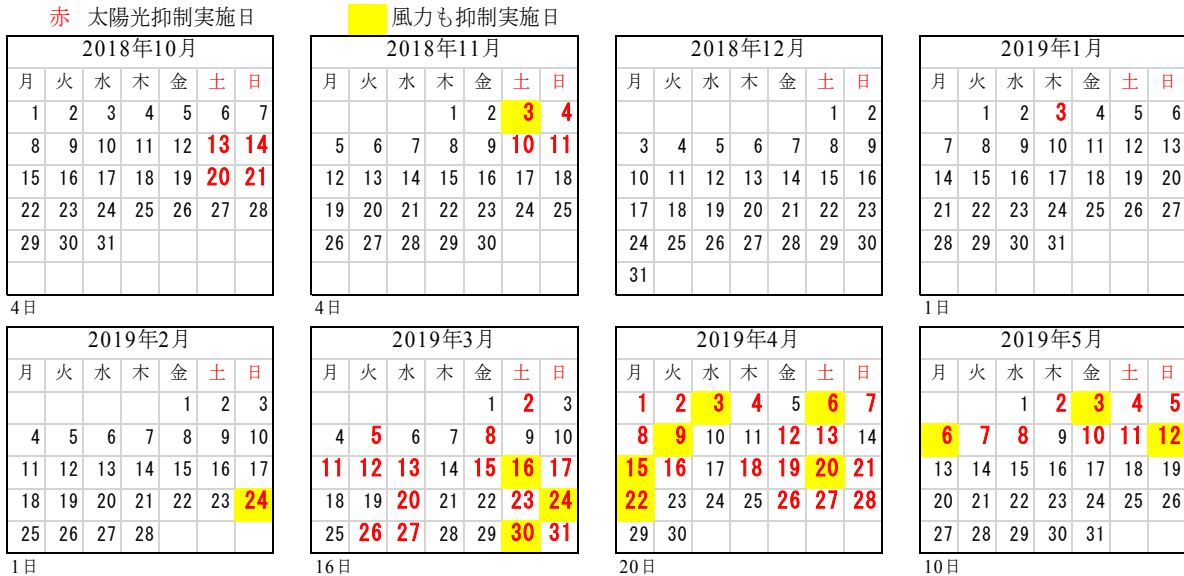 赤 太陽光抑制実施日 風力も抑制実施日
2018年10月
月 火 水 木 金 土 日
1 2 3 4 5 6 7
8 9 10 11 12 13 14
15 16 17 18 19 20 21
22 23 24 25 26 27 28
29 30 31
4日
2018年11月
月 火 水 木 金 土 日
1 2 3 4
5 6 7 8 9 10 11
12 13 14 15 16 17 18
19 20 21 22 23 24 25
26 27 28 29 30
4日
2018年12月
月 火 水 木 金 土 日
1 2
3 4 5 6 7 8 9
10 11 12 13 14 15 16
17 18 19 20 21 22 23
24 25 26 27 28 29 30
31
2019年1月
月 火 水 木 金 土 日
1 2 3 4 5 6
7 8 9 10 11 12 13
14 15 16 17 18 19 20
21 22 23 24 25 26 27
28 29 30 31
1日
2019年2月
月 火 水 木 金 土 日
1 2 3
4 5 6 7 8 9 10
11 12 13 14 15 16 17
18 19 20 21 22 23 24
25 26 27 28
1日
2019年3月
月 火 水 木 金 土 日
1 2 3
4 5 6 7 8 9 10
11 12 13 14 15 16 17
18 19 20 21 22 23 24
25 26 27 28 29 30 31
16日
2019年4月
月 火 水 木 金 土 日
1 2 3 4 5 6 7
8 9 10 11 12 13 14
15 16 17 18 19 20 21
22 23 24 25 26 27 28
29 30
20日
2019年5月
月 火 水 木 金 土 日
1 2 3 4 5
6 7 8 9 10 11 12
13 14 15 16 17 18 19
20 21 22 23 24 25 26
27 28 29 30 31
10日